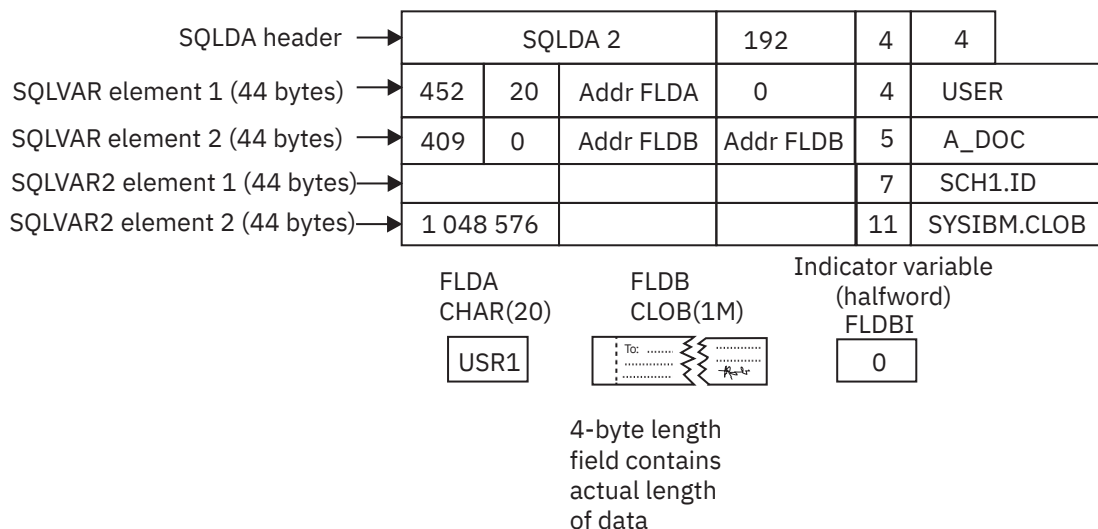 SQLDA header SQLDA 2 192 4 4
SQLVAR element 1 (44 bytes) 452 20 Addr FLDA 0 4 USER
SQLVAR element 2 (44 bytes) 409 0 Addr FLDB Addr FLDB 5 A_DOC
SQLVAR2 element 1 (44 bytes) 7 SCH1.ID
SQLVAR2 element 2 (44 bytes) 1 048 576 11 SYSIBM.CLOB
FLDA
CHAR(20)
USR1
FLDB
CLOB(1M)
To:
4-byte length
field contains
actual length
of data
Indicator variable
(halfword)
FLDBI
0